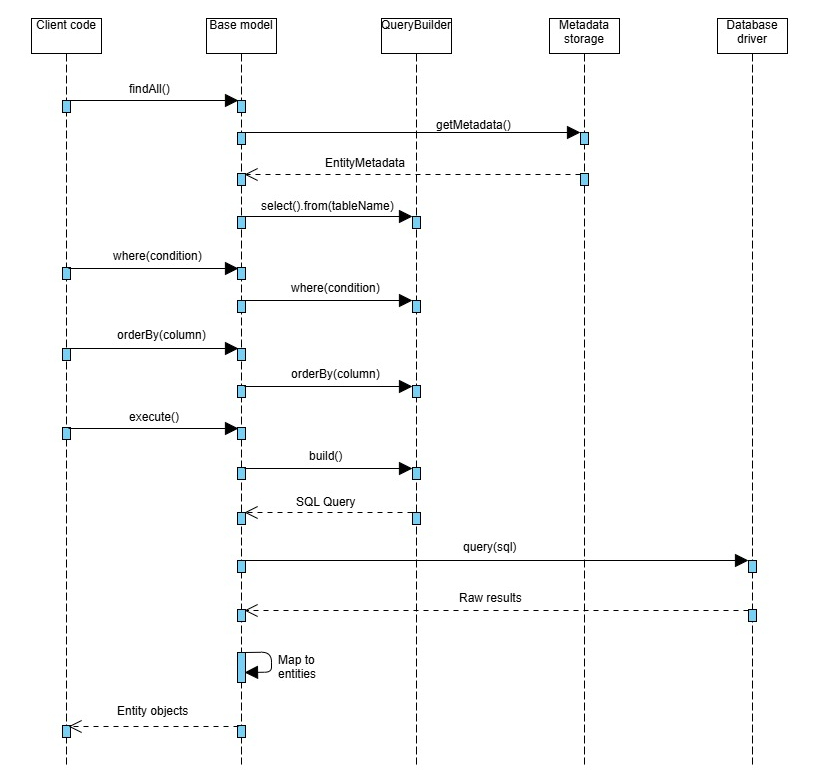 Client code
Base model
QueryBuilder
Metadata
storage
Database
driver
findAll()
getMetadata()
EntityMetadata
select().from(tableName)
where(condition)
where(condition)
orderBy(column)
orderBy(column)
execute()
build()
SQL Query
query(sql)
Raw results
Map to
entities
Entity objects